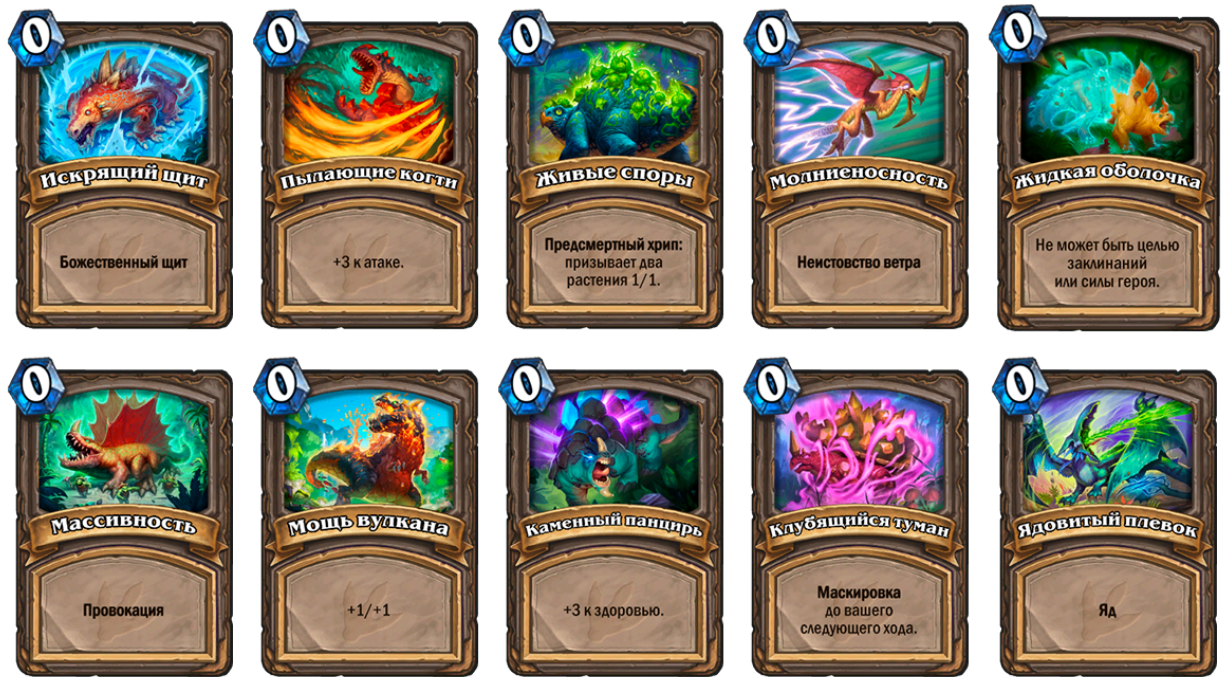 0
Искрящий щит
Божественный щит
0
Пылающие когти
+3 к атаке.
0
Живые споры
Предсмертный хрип:
призывает два
растения 1/1.
0
Молниеносность
Неистовство ветра
0
Жидкая оболочка
Не может быть целью
заклинаний
или силы героя.
0
Массивность
Провокация
0
Мощь вулкана
+1/+1
0
Каменный панцирь
+3 к здоровью.
0
Клубящийся туман
Маскировка
до вашего
следующего хода.
0
Ядовитый плевок
Яд